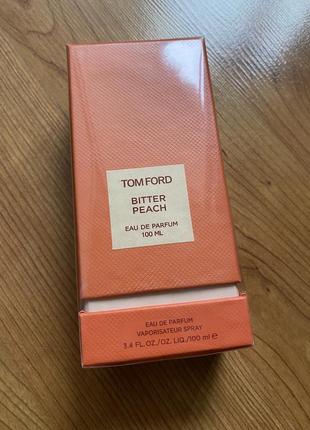 TOM FORD
BITTER
PEACH
EAU DE PARFUM
100 ML
EAU DE PARFUM
VAPORISATEUR SPRAY
3.4 FL.OZ./OZ. LIQ./100 ml ℮